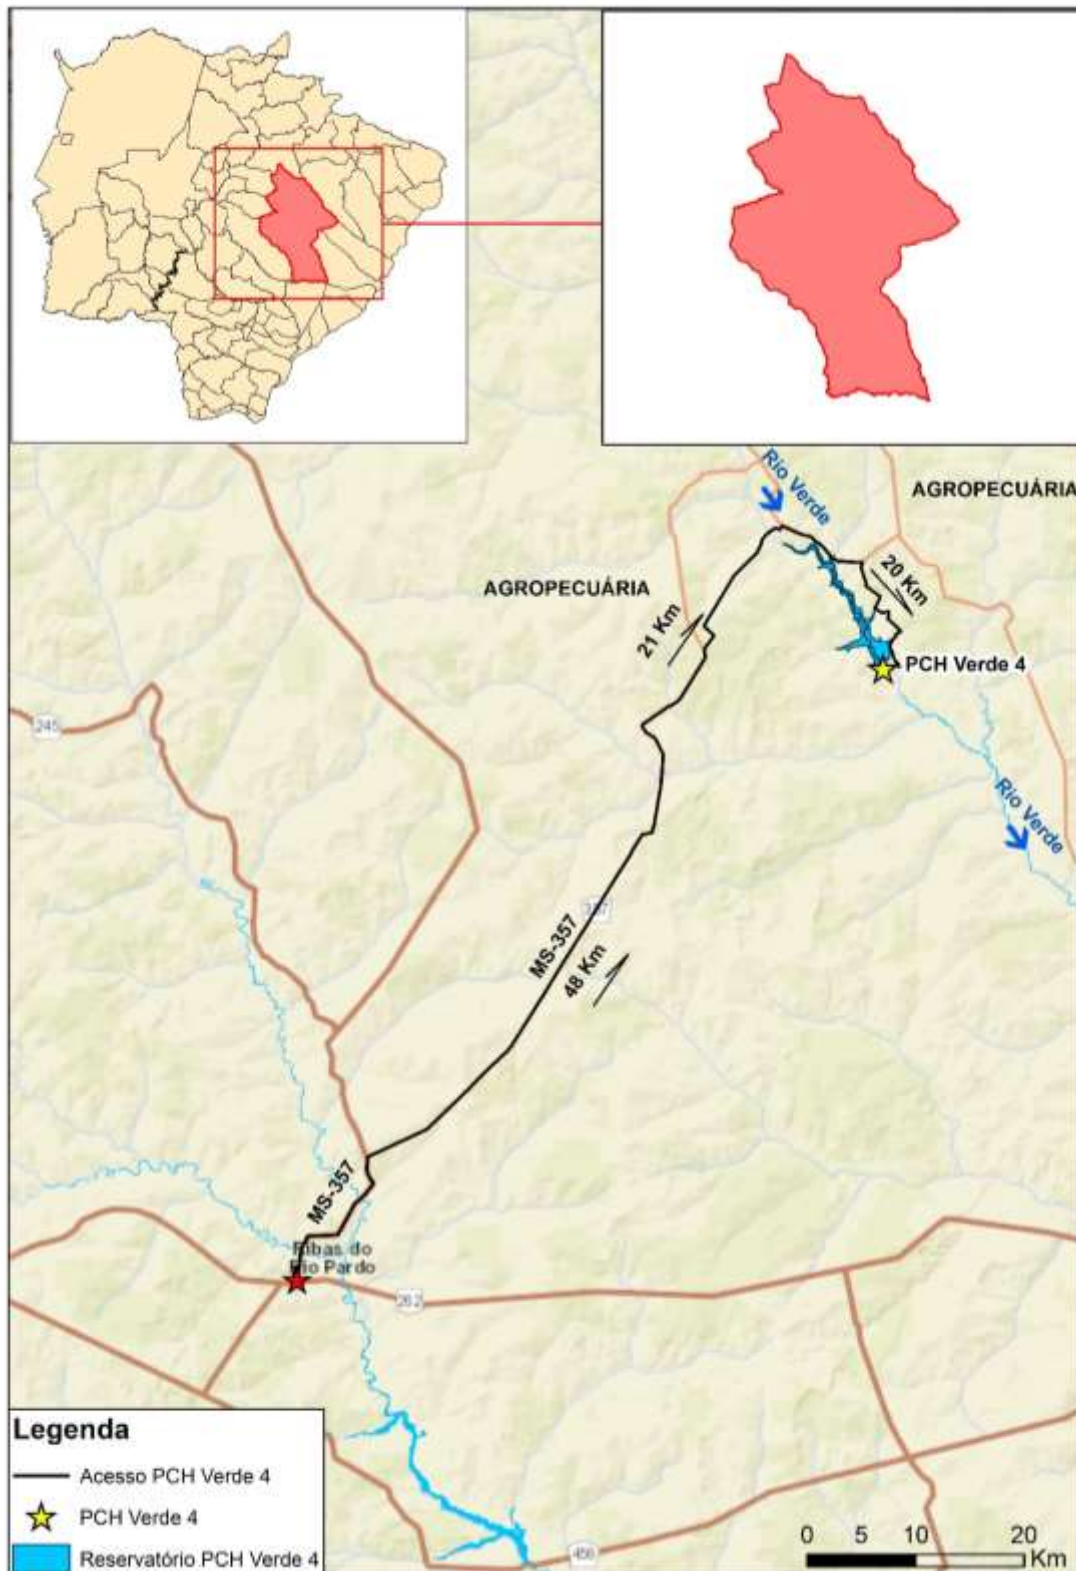 Rio Verde
AGROPECUÁRIA
AGROPECUÁRIA
20 Km
21 Km
PCH Verde 4
245
Rio Verde
MS-357
48 Km
MS-357
Ribas do
Rio Pardo
262
Legenda
Acesso PCH Verde 4
PCH Verde 4
Reservatório PCH Verde 4
456
0 5 10 20
Km